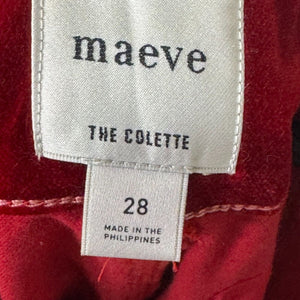 maeve
THE COLETTE
28
MADE IN THE
PHILIPPINES